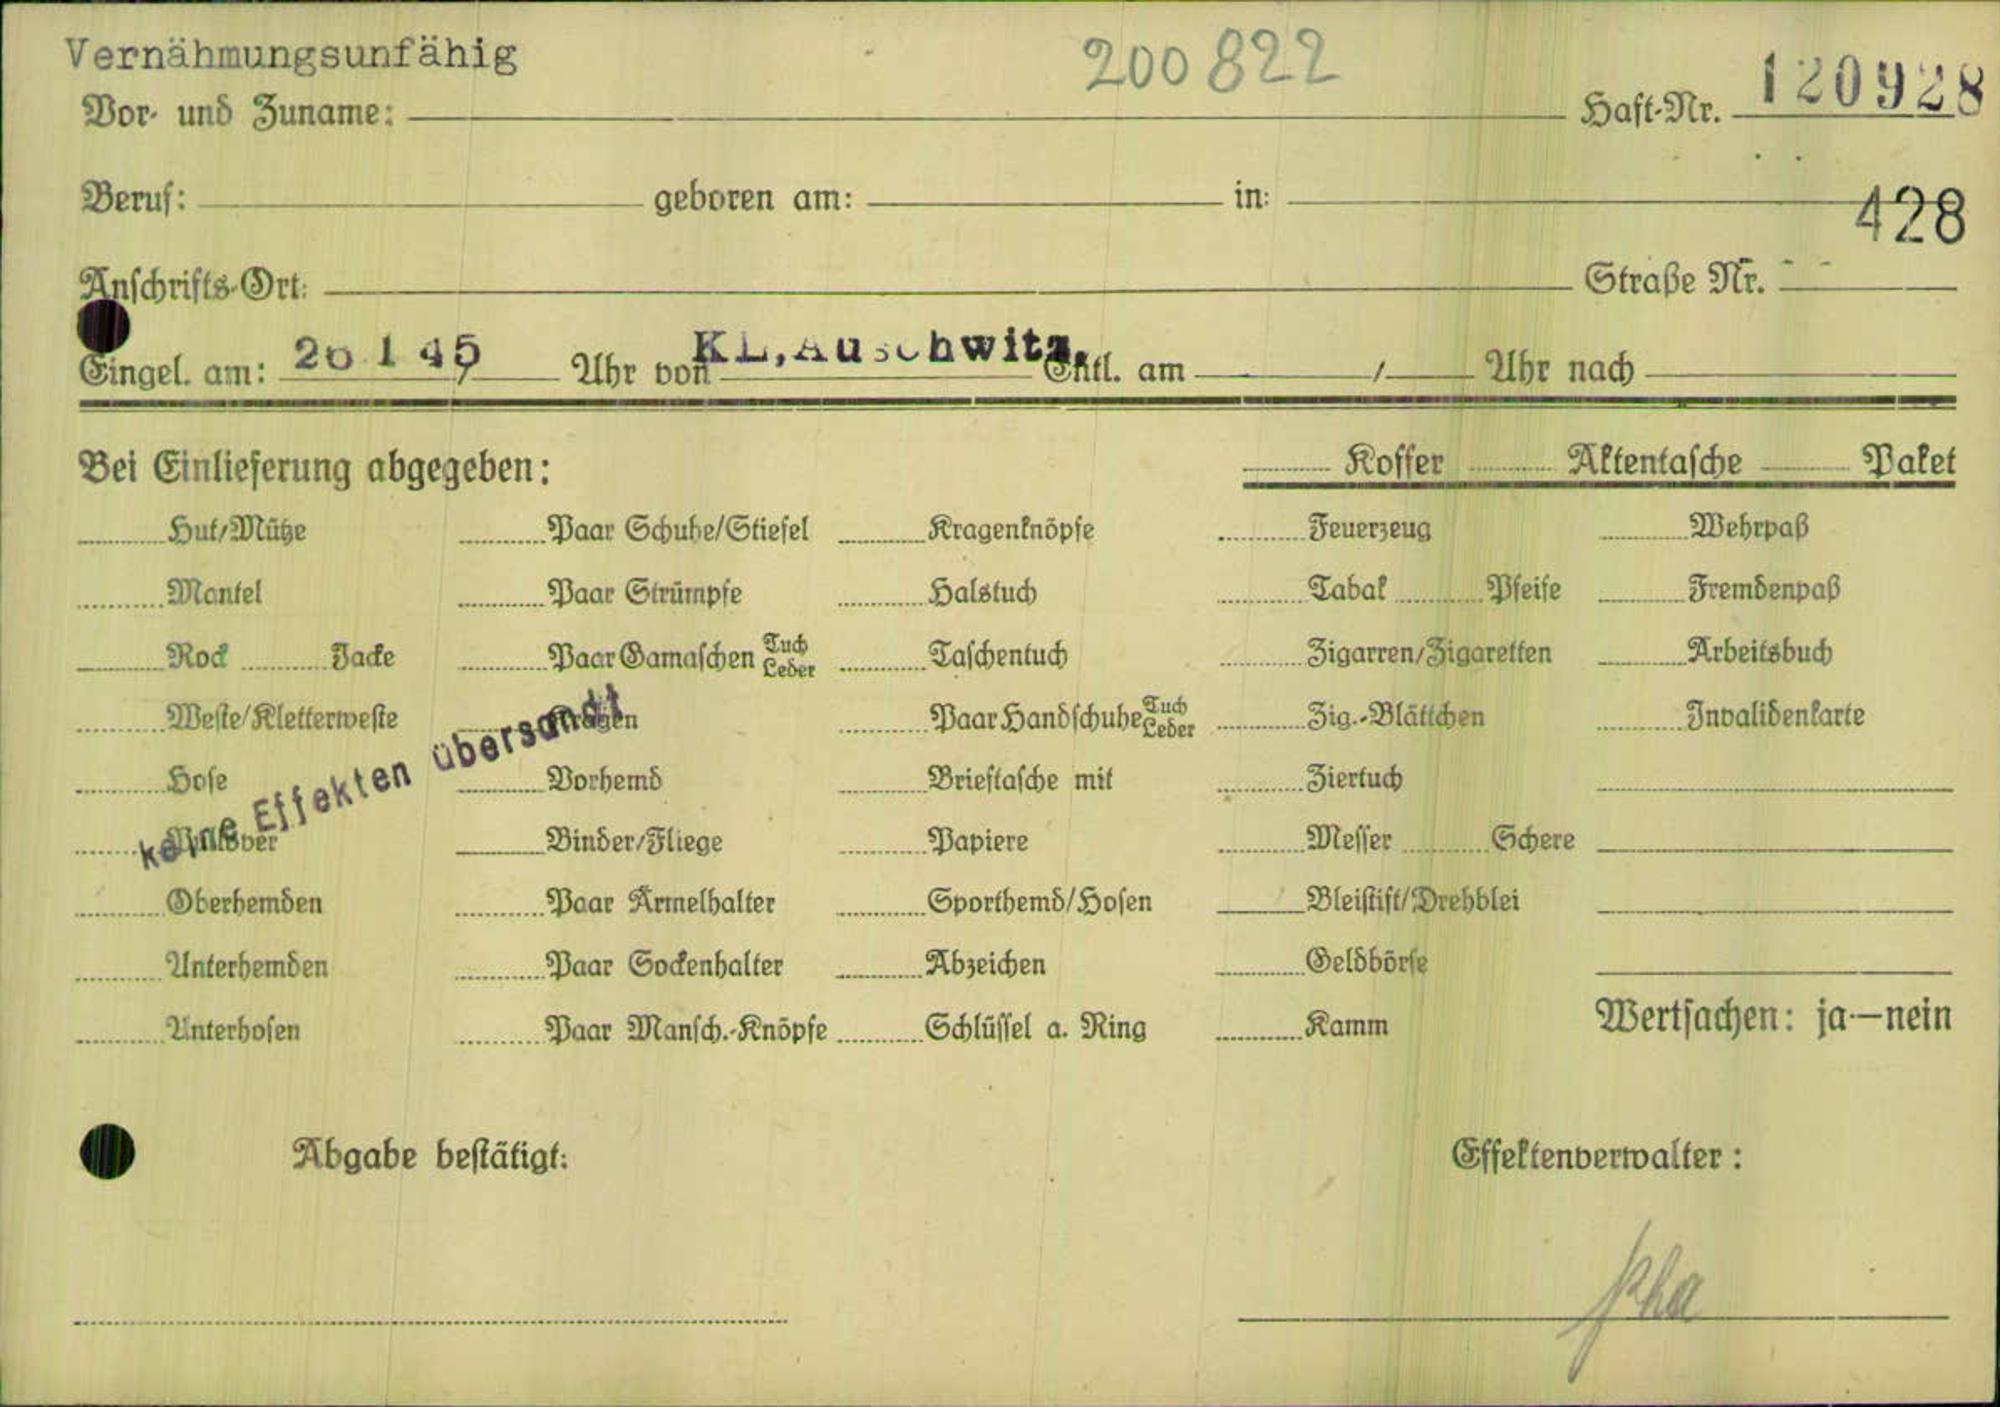 Vernähmungsunfähig
200 822
Vor- und Zuname: Haft-Nr. 120928
Beruf: geboren am: in: 428
Anschrifts-Ort: Straße Nr.
Eingel. am: 26 1 45 Uhr von KL, Auschwitz. Entl. am / Uhr nach
Bei Einlieferung abgegeben: Koffer Aktentasche Paket
Hut/Mütze Paar Schuhe/Stiefel Kragenknöpfe Feuerzeug Wehrpaß
Mantel Paar Strümpfe Halstuch Tabak Pfeife Fremdenpaß
Rock Jacke Paar Gamaschen Tuch Leder Taschentuch Zigarren/Zigaretten Arbeitsbuch
Weste/Kletterweste Kragen Paar Handschuhe Tuch Leder Zig.-Blättchen Invalidenkarte
Hose Vorhemd Brieftasche mit Ziertuch
keine Effekten übersandt
Pullover Binder/Fliege Papiere Messer Schere
Oberhemden Paar Ärmelhalter Sporthemd/Hosen Bleistift/Drehblei
Unterhemden Paar Sockenhalter Abzeichen Geldbörse
Unterhosen Paar Mansch.-Knöpfe Schlüssel a. Ring Kamm Wertsachen: ja—nein
Abgabe bestätigt: Effektenverwalter: